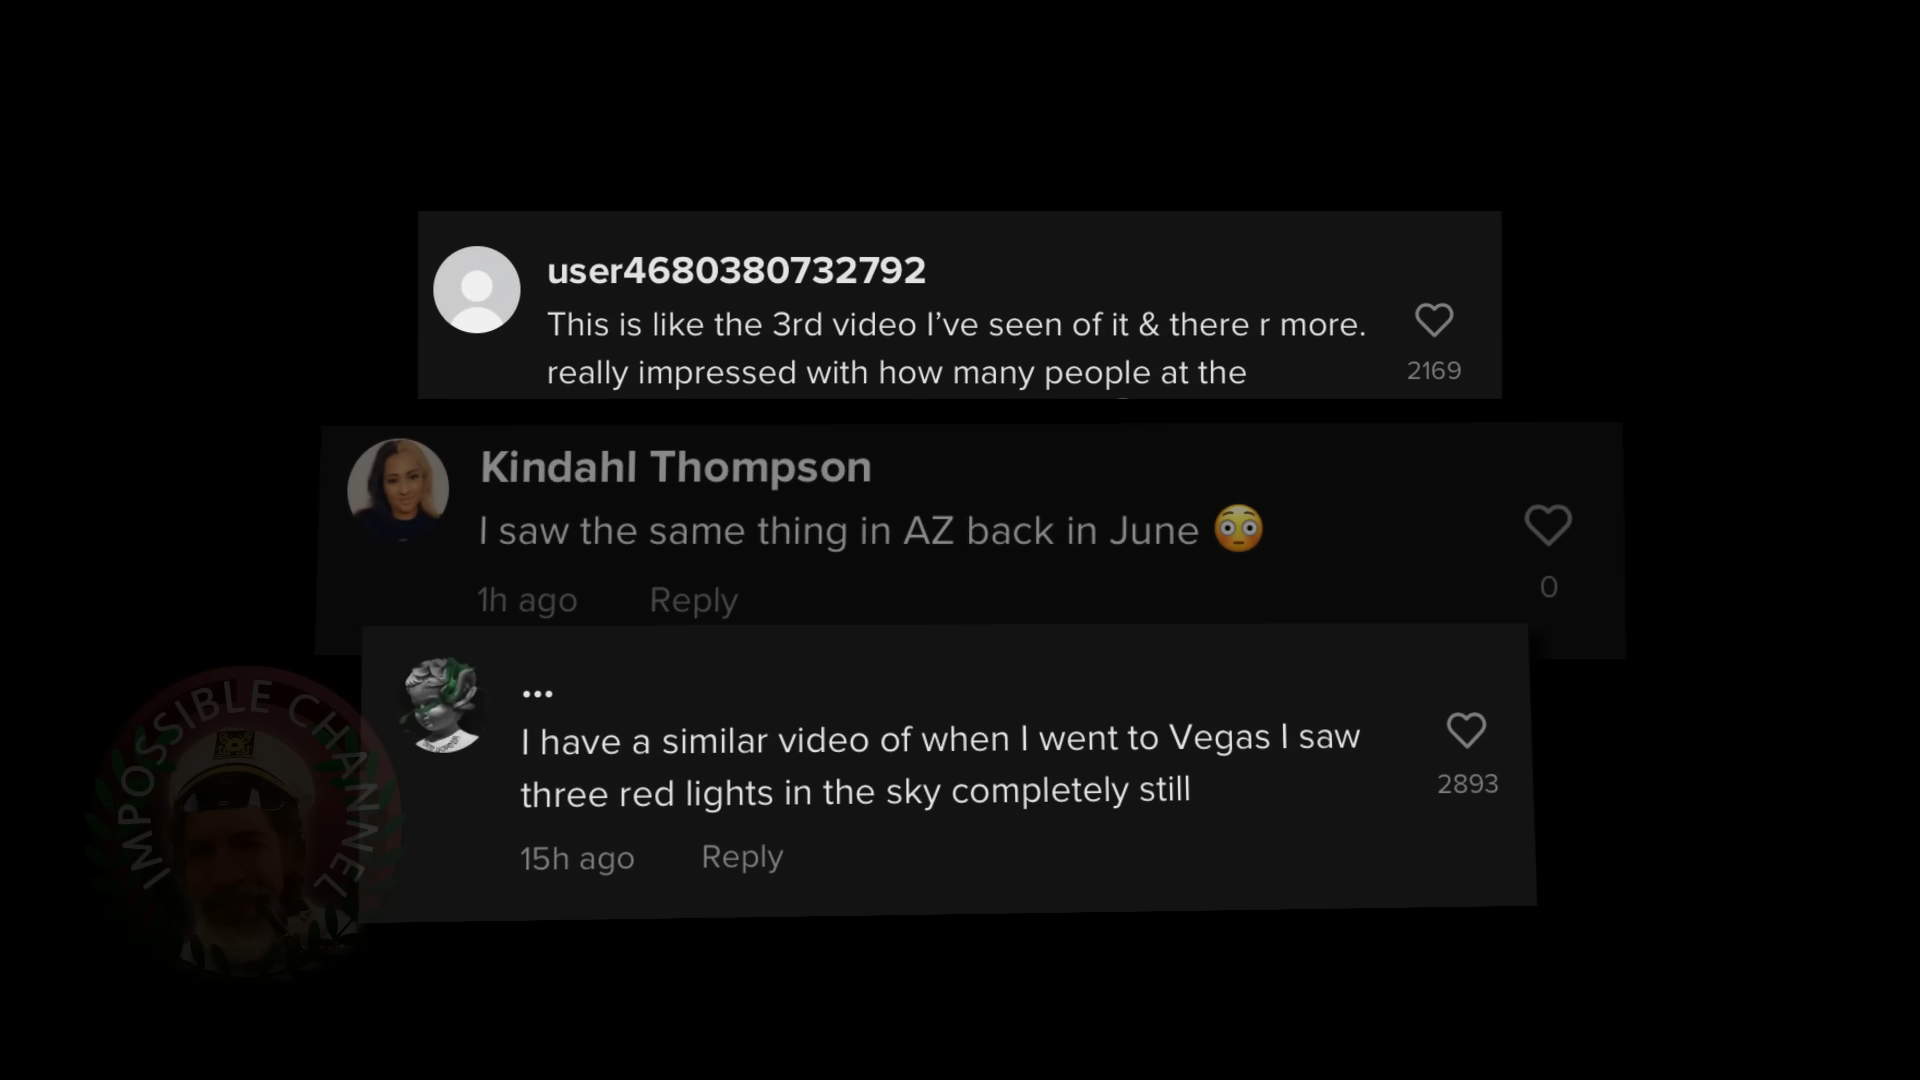 user4680380732792
This is like the 3rd video I’ve seen of it & there r more.
really impressed with how many people at the
2169
Kindahl Thompson
I saw the same thing in AZ back in June 😳
1h ago Reply
0
...
I have a similar video of when I went to Vegas I saw
three red lights in the sky completely still
2893
15h ago Reply
IMPOSSIBLE CHANNEL